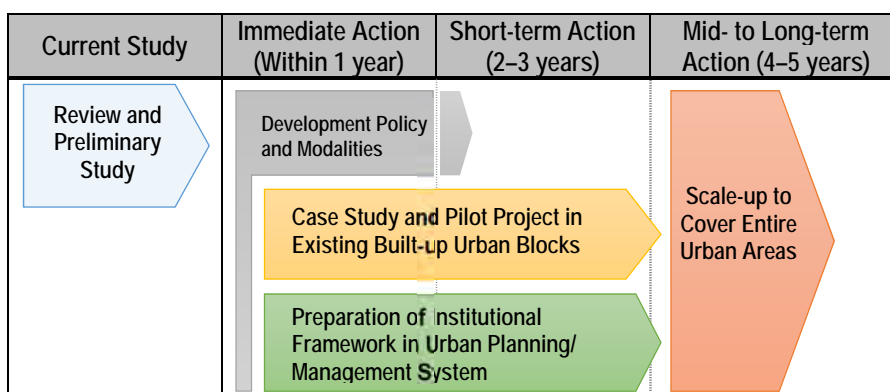 Current Study
Immediate Action
(Within 1 year)
Short-term Action
(2–3 years)
Mid- to Long-term
Action (4–5 years)
Review and
Preliminary
Study
Development Policy
and Modalities
Case Study and Pilot Project in
Existing Built-up Urban Blocks
Preparation of Institutional
Framework in Urban Planning/
Management System
Scale-up to
Cover Entire
Urban Areas